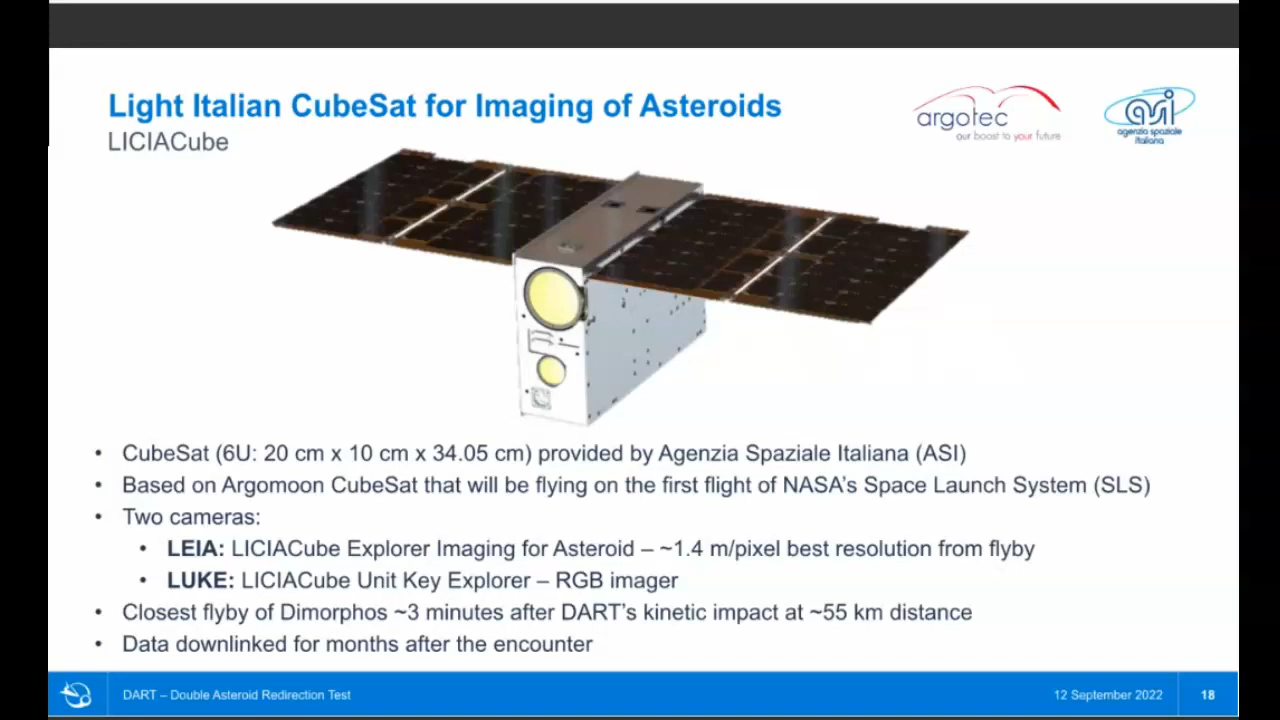 Light Italian CubeSat for Imaging of Asteroids
LICIACube
argotec
our boost to your future
asi
agenzia spaziale
italiana
• CubeSat (6U: 20 cm x 10 cm x 34.05 cm) provided by Agenzia Spaziale Italiana (ASI)
• Based on Argomoon CubeSat that will be flying on the first flight of NASA’s Space Launch System (SLS)
• Two cameras:
• LEIA: LICIACube Explorer Imaging for Asteroid – ~1.4 m/pixel best resolution from flyby
• LUKE: LICIACube Unit Key Explorer – RGB imager
• Closest flyby of Dimorphos ~3 minutes after DART’s kinetic impact at ~55 km distance
• Data downlinked for months after the encounter
DART – Double Asteroid Redirection Test
12 September 2022
18